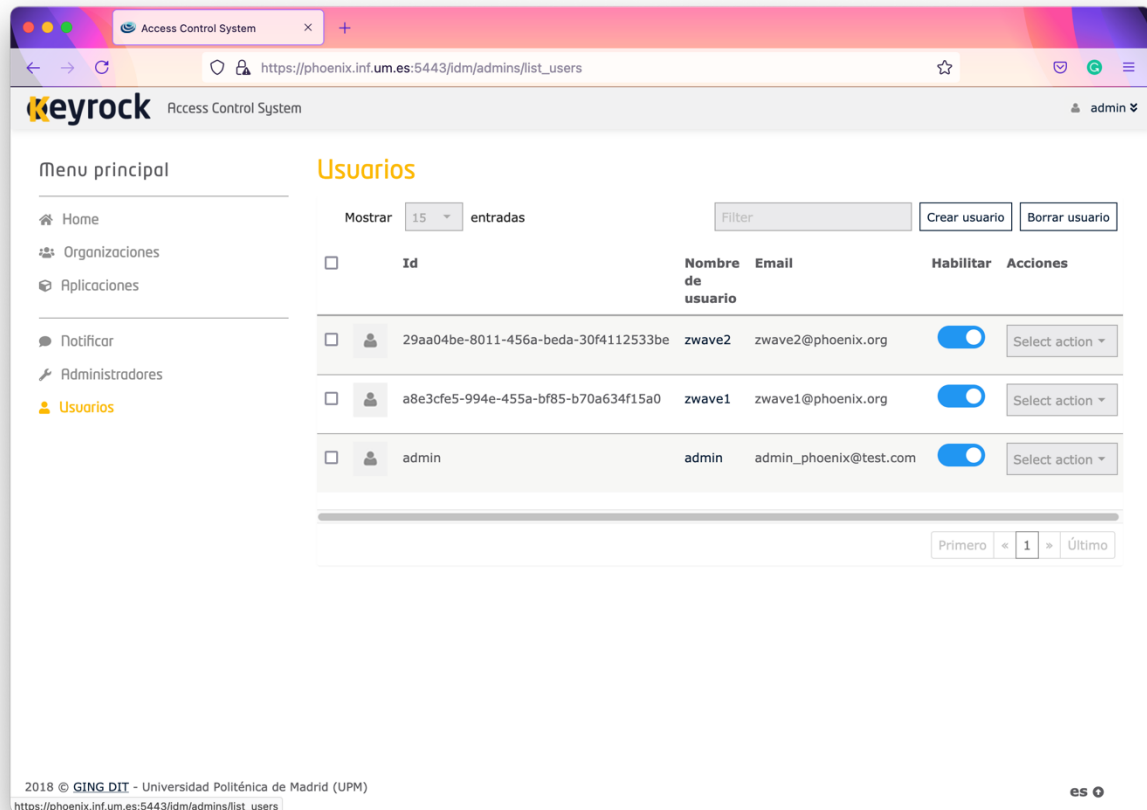 Access Control System
https://phoenix.inf.um.es:5443/idm/admins/list_users
Keyrock Access Control System
admin
Menu principal
Home
Organizaciones
Aplicaciones
Notificar
Administradores
Usuarios
Usuarios
Mostrar 15 entradas
Filter
Crear usuario
Borrar usuario
Id Nombre de usuario Email Habilitar Acciones
29aa04be-8011-456a-beda-30f4112533be zwave2 zwave2@phoenix.org Select action
a8e3cfe5-994e-455a-bf85-b70a634f15a0 zwave1 zwave1@phoenix.org Select action
admin admin admin_phoenix@test.com Select action
Primero « 1 » Último
2018 © GING DIT - Universidad Politénica de Madrid (UPM)
es
https://phoenix.inf.um.es:5443/idm/admins/list_users